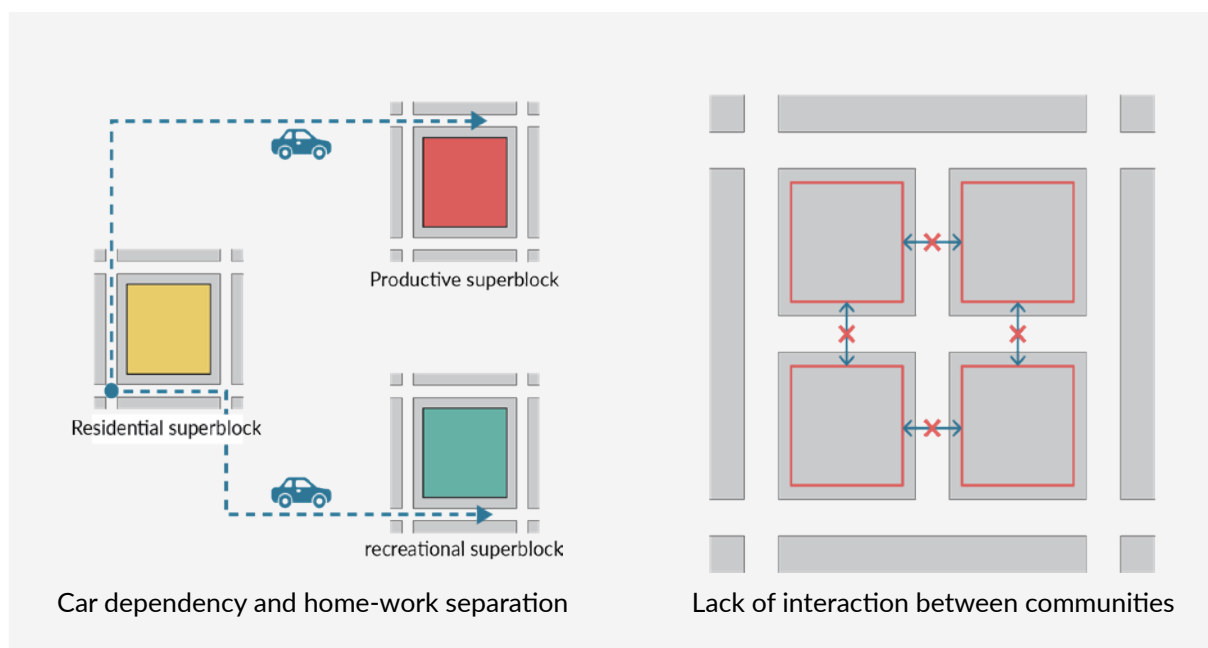 Productive superblock
Residential superblock
recreational superblock
Car dependency and home-work separation
Lack of interaction between communities